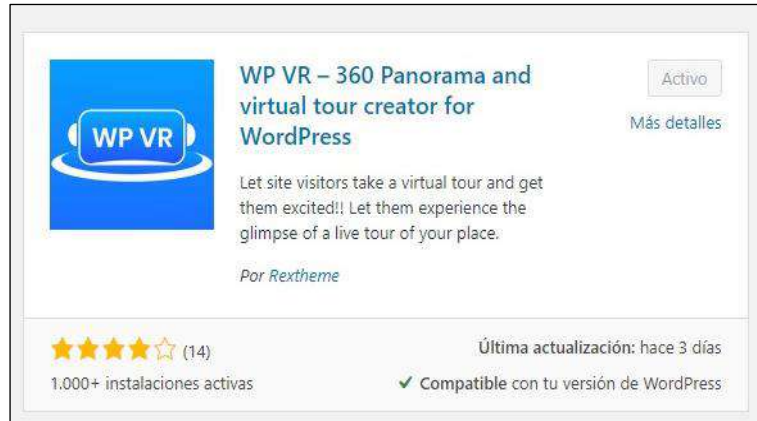 WP VR
WP VR – 360 Panorama and
virtual tour creator for
WordPress
Activo
Más detalles
Let site visitors take a virtual tour and get
them excited!! Let them experience the
glimpse of a live tour of your place.
Por Rextheme
(14)
1.000+ instalaciones activas
Última actualización: hace 3 días
Compatible con tu versión de WordPress